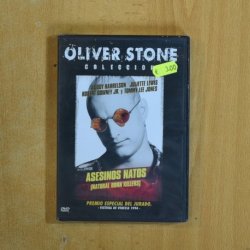 OLIVER STONE
COLECCION
WOODY HARRELSON JULIETTE LEWIS
ROBERT DOWNEY JR. Y TOMMY LEE JONES
ASESINOS NATOS
(NATURAL BORN KILLERS)
PREMIO ESPECIAL DEL JURADO
FESTIVAL DE VENECIA 1994
DVD